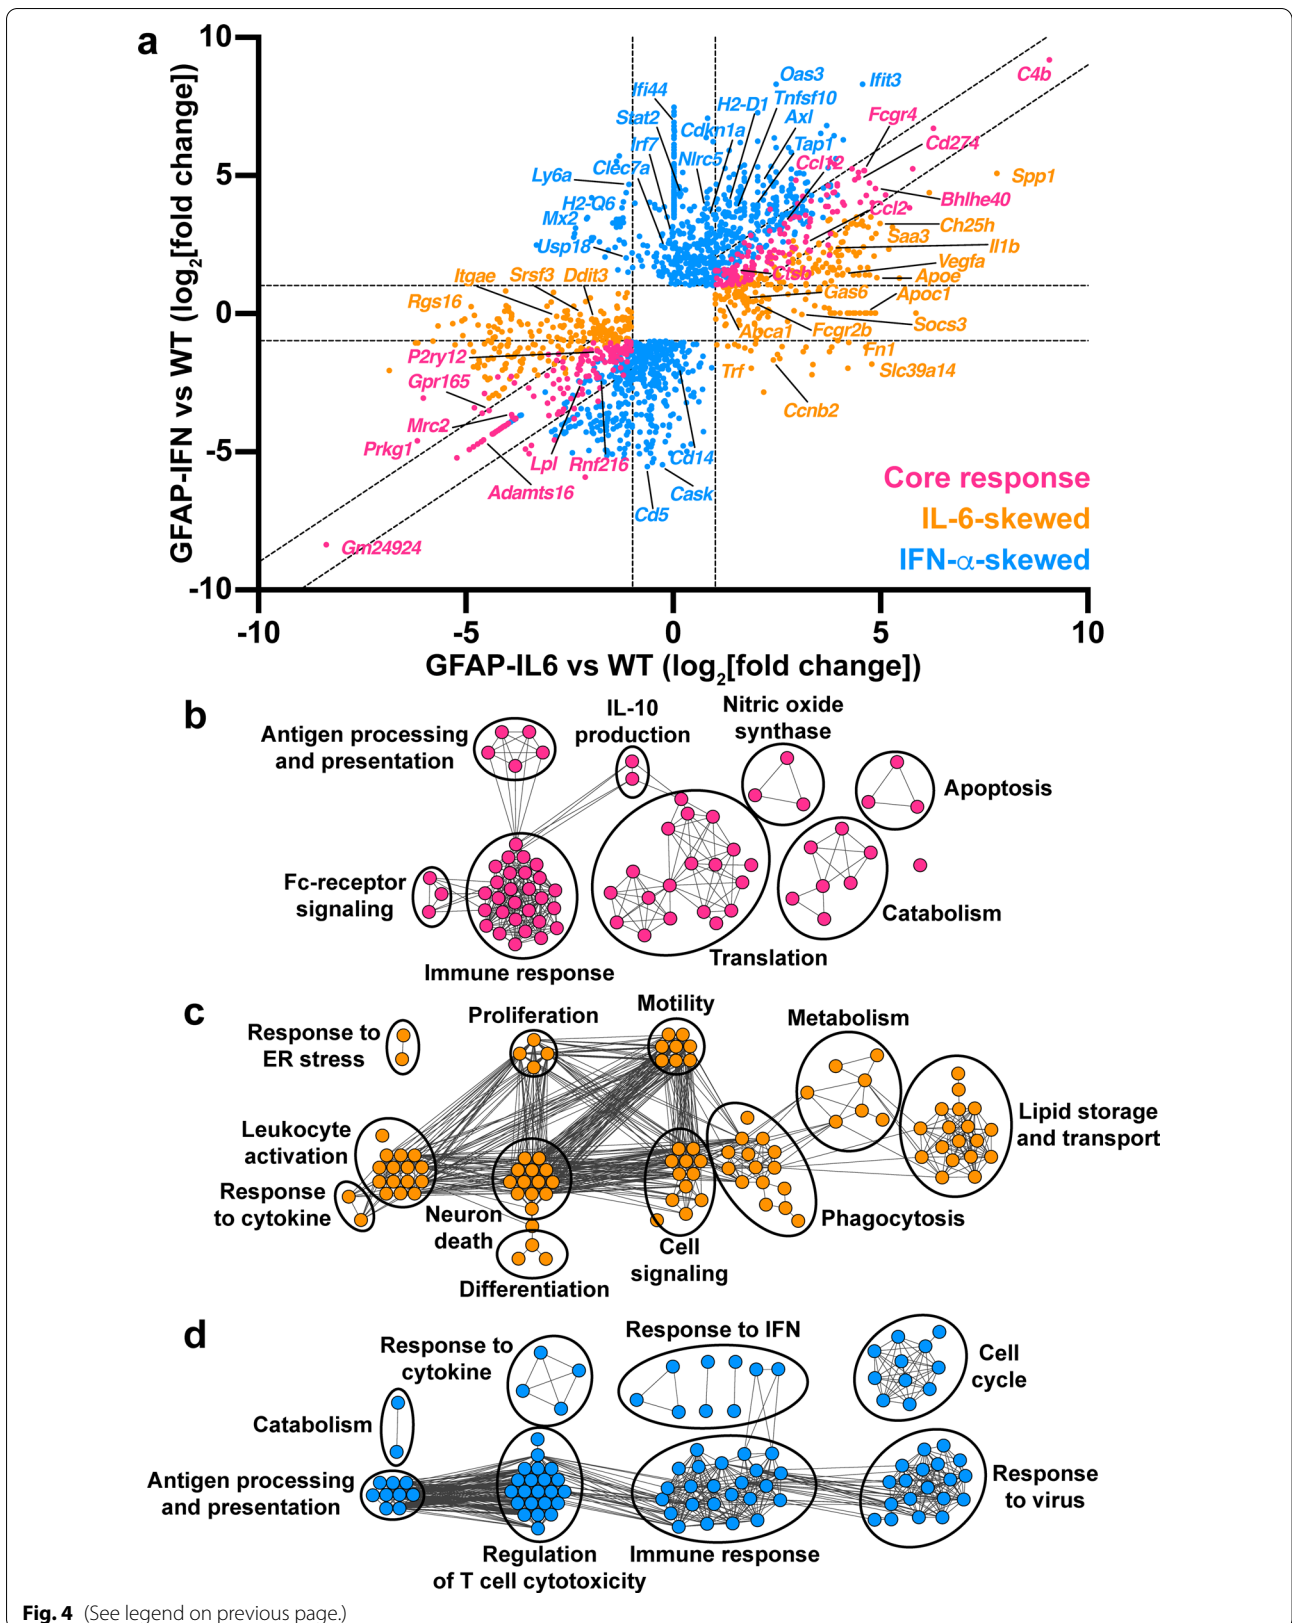 a
10
5
0
-5
-10
-10
-5
0
5
10
GFAP-IFN vs WT (log2[fold change])
GFAP-IL6 vs WT (log2[fold change])
Oas3
Ifit3
C4b
Ifi44
H2-D1
Tnfsf10
Stat2
Cdkn1a
Axl
Fcgr4
Irf7
Tap1
Cd274
Clec7a
Nlrc5
Ccl12
Ly6a
Spp1
H2-Q6
Bhlhe40
Mx2
Ccl2
Ch25h
Usp18
Saa3
Il1b
Vegfa
Itgae
Srsf3
Ddit3
Ctsb
Apoe
Rgs16
Gas6
Apoc1
Abca1
Fcgr2b
Socs3
P2ry12
Fn1
Gpr165
Trf
Slc39a14
Mrc2
Ccnb2
Prkg1
Lpl
Rnf216
Cd14
Adamts16
Cask
Cd5
Gm24924
Core response
IL-6-skewed
IFN-α-skewed
b
Antigen processing
and presentation
IL-10
production
Nitric oxide
synthase
Apoptosis
Fc-receptor
signaling
Immune response
Translation
Catabolism
c
Response to
ER stress
Proliferation
Motility
Metabolism
Leukocyte
activation
Lipid storage
and transport
Response
to cytokine
Neuron
death
Differentiation
Cell
signaling
Phagocytosis
d
Response to
cytokine
Response to IFN
Cell
cycle
Catabolism
Antigen processing
and presentation
Response
to virus
Regulation
of T cell cytotoxicity
Immune response
Fig. 4 (See legend on previous page.)